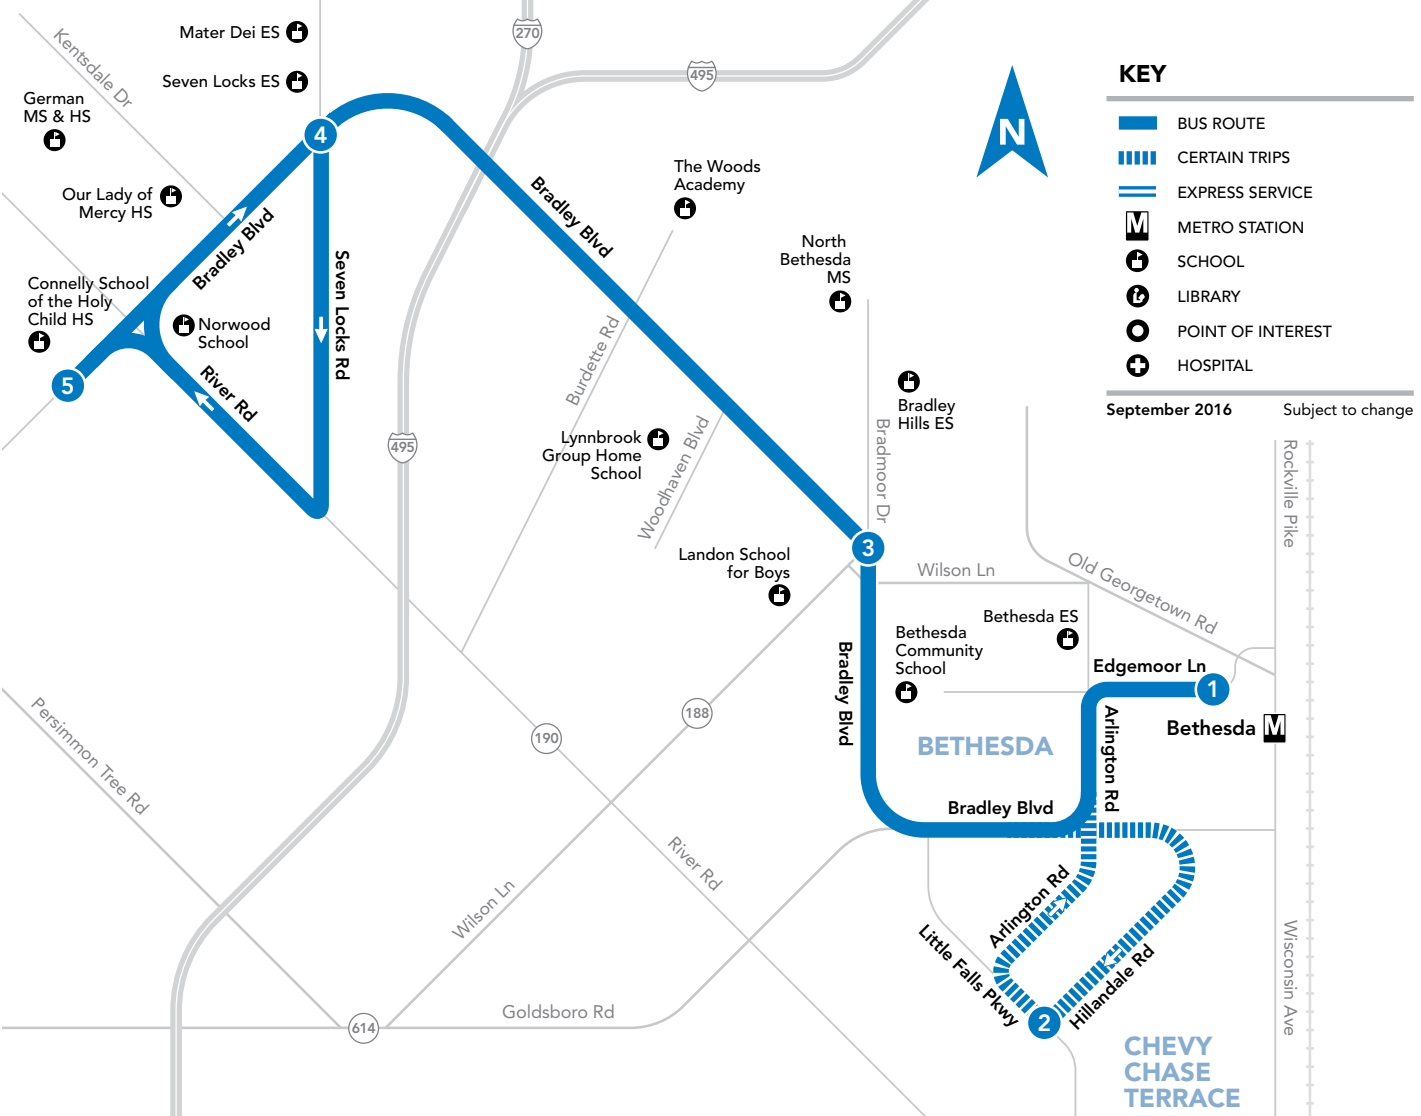 Mater Dei ES
Seven Locks ES
Kentsdale Dr
German
MS & HS
Our Lady of
Mercy HS
Connelly School
of the Holy
Child HS
Norwood
School
Bradley Blvd
Seven Locks Rd
River Rd
4
5
270
495
495
Bradley Blvd
The Woods
Academy
North
Bethesda
MS
Burdette Rd
Woodhaven Blvd
Lynnbrook
Group Home
School
Landon School
for Boys
Bradley
Hills ES
Bradmoor Dr
3
N
KEY
BUS ROUTE
CERTAIN TRIPS
EXPRESS SERVICE
M
METRO STATION
SCHOOL
LIBRARY
POINT OF INTEREST
HOSPITAL
September 2016
Subject to change
Rockville Pike
Old Georgetown Rd
Wilson Ln
Bethesda ES
Bethesda
Community
School
Edgemoor Ln
1
Bethesda
M
Bradley Blvd
BETHESDA
Arlington Rd
Bradley Blvd
188
190
Persimmon Tree Rd
River Rd
Wilson Ln
Goldsboro Rd
614
Arlington Rd
Little Falls Pkwy
Hillandale Rd
2
Wisconsin Ave
CHEVY
CHASE
TERRACE